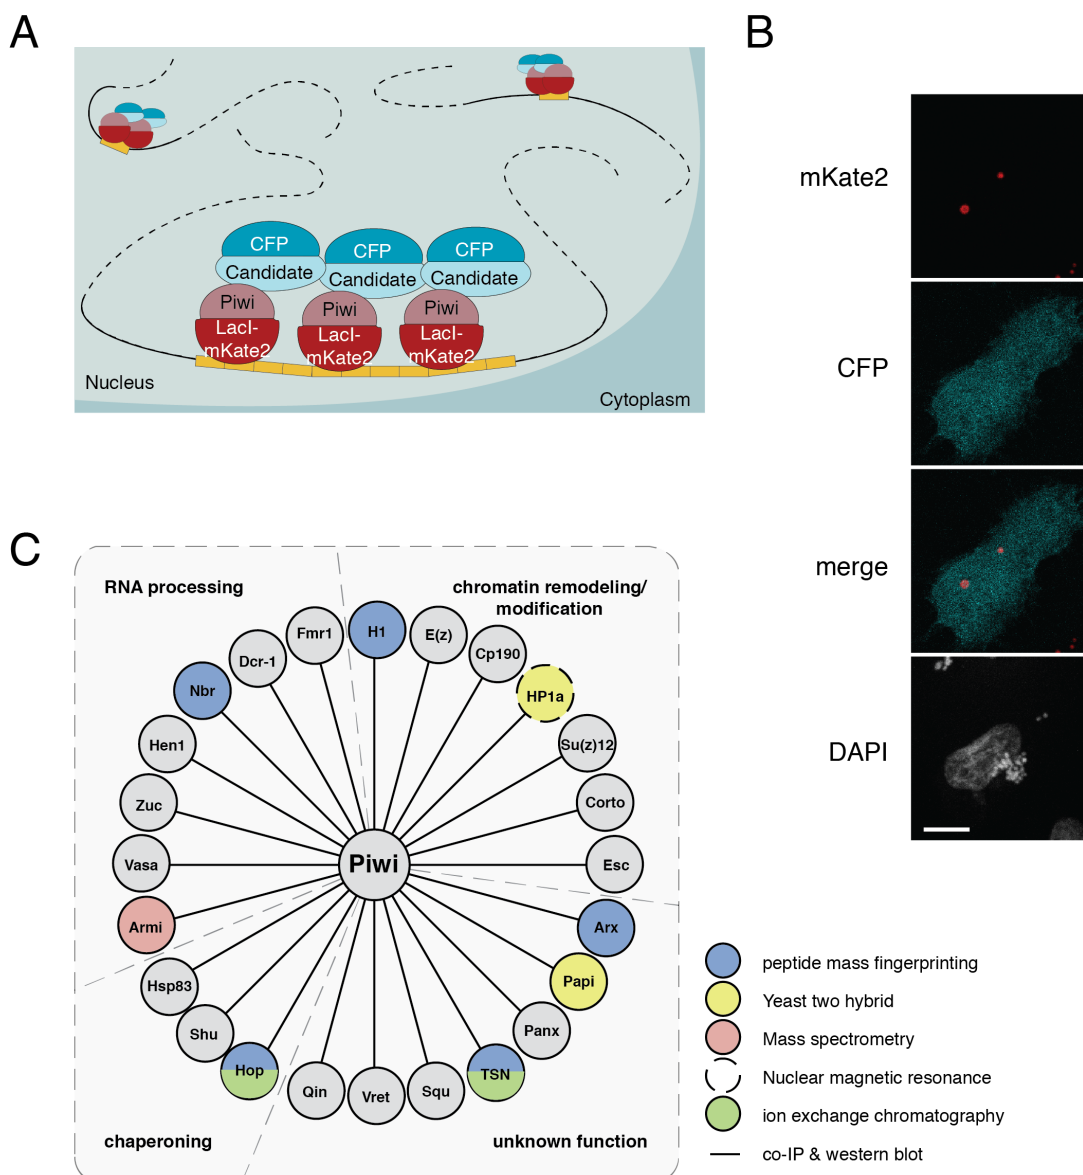 A
CFP
CFP
CFP
Candidate
Candidate
Candidate
Piwi
Piwi
Piwi
LacI-
mKate2
LacI-
mKate2
LacI-
mKate2
Nucleus
Cytoplasm
B
mKate2
CFP
merge
DAPI
C
RNA processing
chromatin remodeling/
modification
Fmr1
H1
E(z)
Dcr-1
Cp190
Nbr
HP1a
Hen1
Su(z)12
Zuc
Corto
Vasa
Piwi
Esc
Armi
Arx
Hsp83
Papi
Shu
Panx
Hop
TSN
Qin
Vret
Squ
chaperoning
unknown function
peptide mass fingerprinting
Yeast two hybrid
Mass spectrometry
Nuclear magnetic resonance
ion exchange chromatography
co-IP & western blot